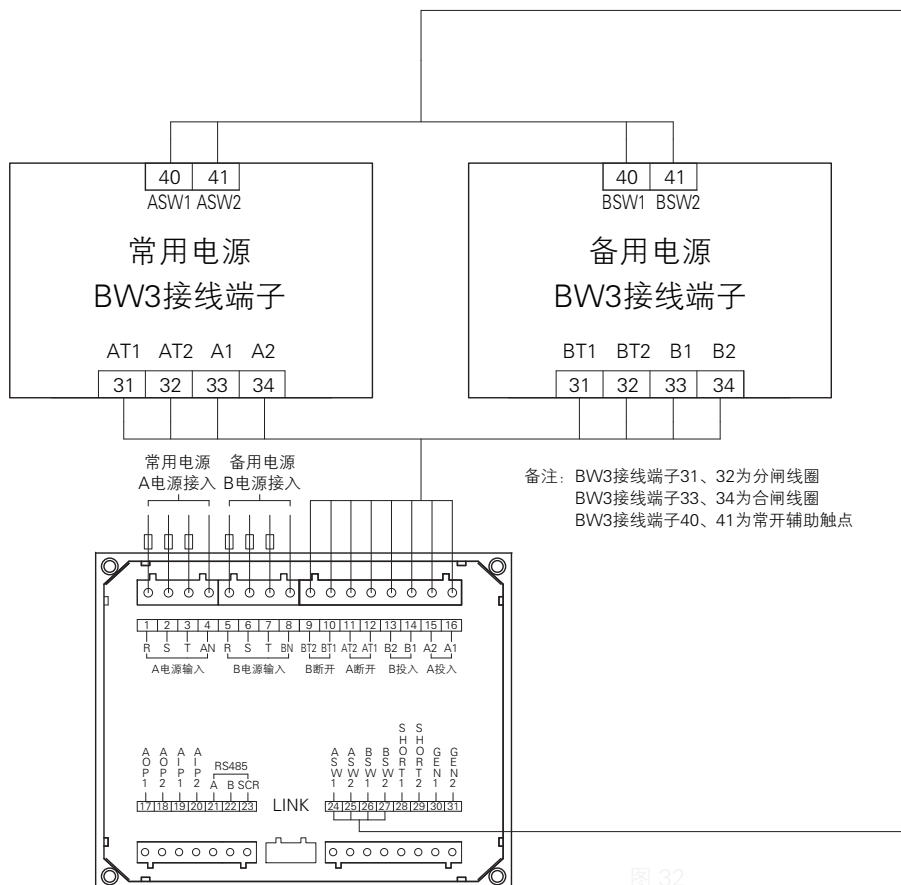 40 41
ASW1 ASW2
常用电源
BW3接线端子
AT1 AT2 A1 A2
31 32 33 34
40 41
BSW1 BSW2
备用电源
BW3接线端子
BT1 BT2 B1 B2
31 32 33 34
常用电源
A电源接入
备用电源
B电源接入
备注：BW3接线端子31、32为分闸线圈
BW3接线端子33、34为合闸线圈
BW3接线端子40、41为常开辅助触点
1 2 3 4 5 6 7 8 9 10 11 12 13 14 15 16
R S T AN R S T BN BT2 BT1 AT2 AT1 B2 B1 A2 A1
A电源输入 B电源输入 B断开 A断开 B投入 A投入
AOP1 AOP2 AIP1 AIP2
RS485
A B SCR
17 18 19 20 21 22 23
LINK
ASW1 ASW2 BSW1 BSW2 SHORT1 SHORT2 GEN1 GEN2
24 25 26 27 28 29 30 31
图 32